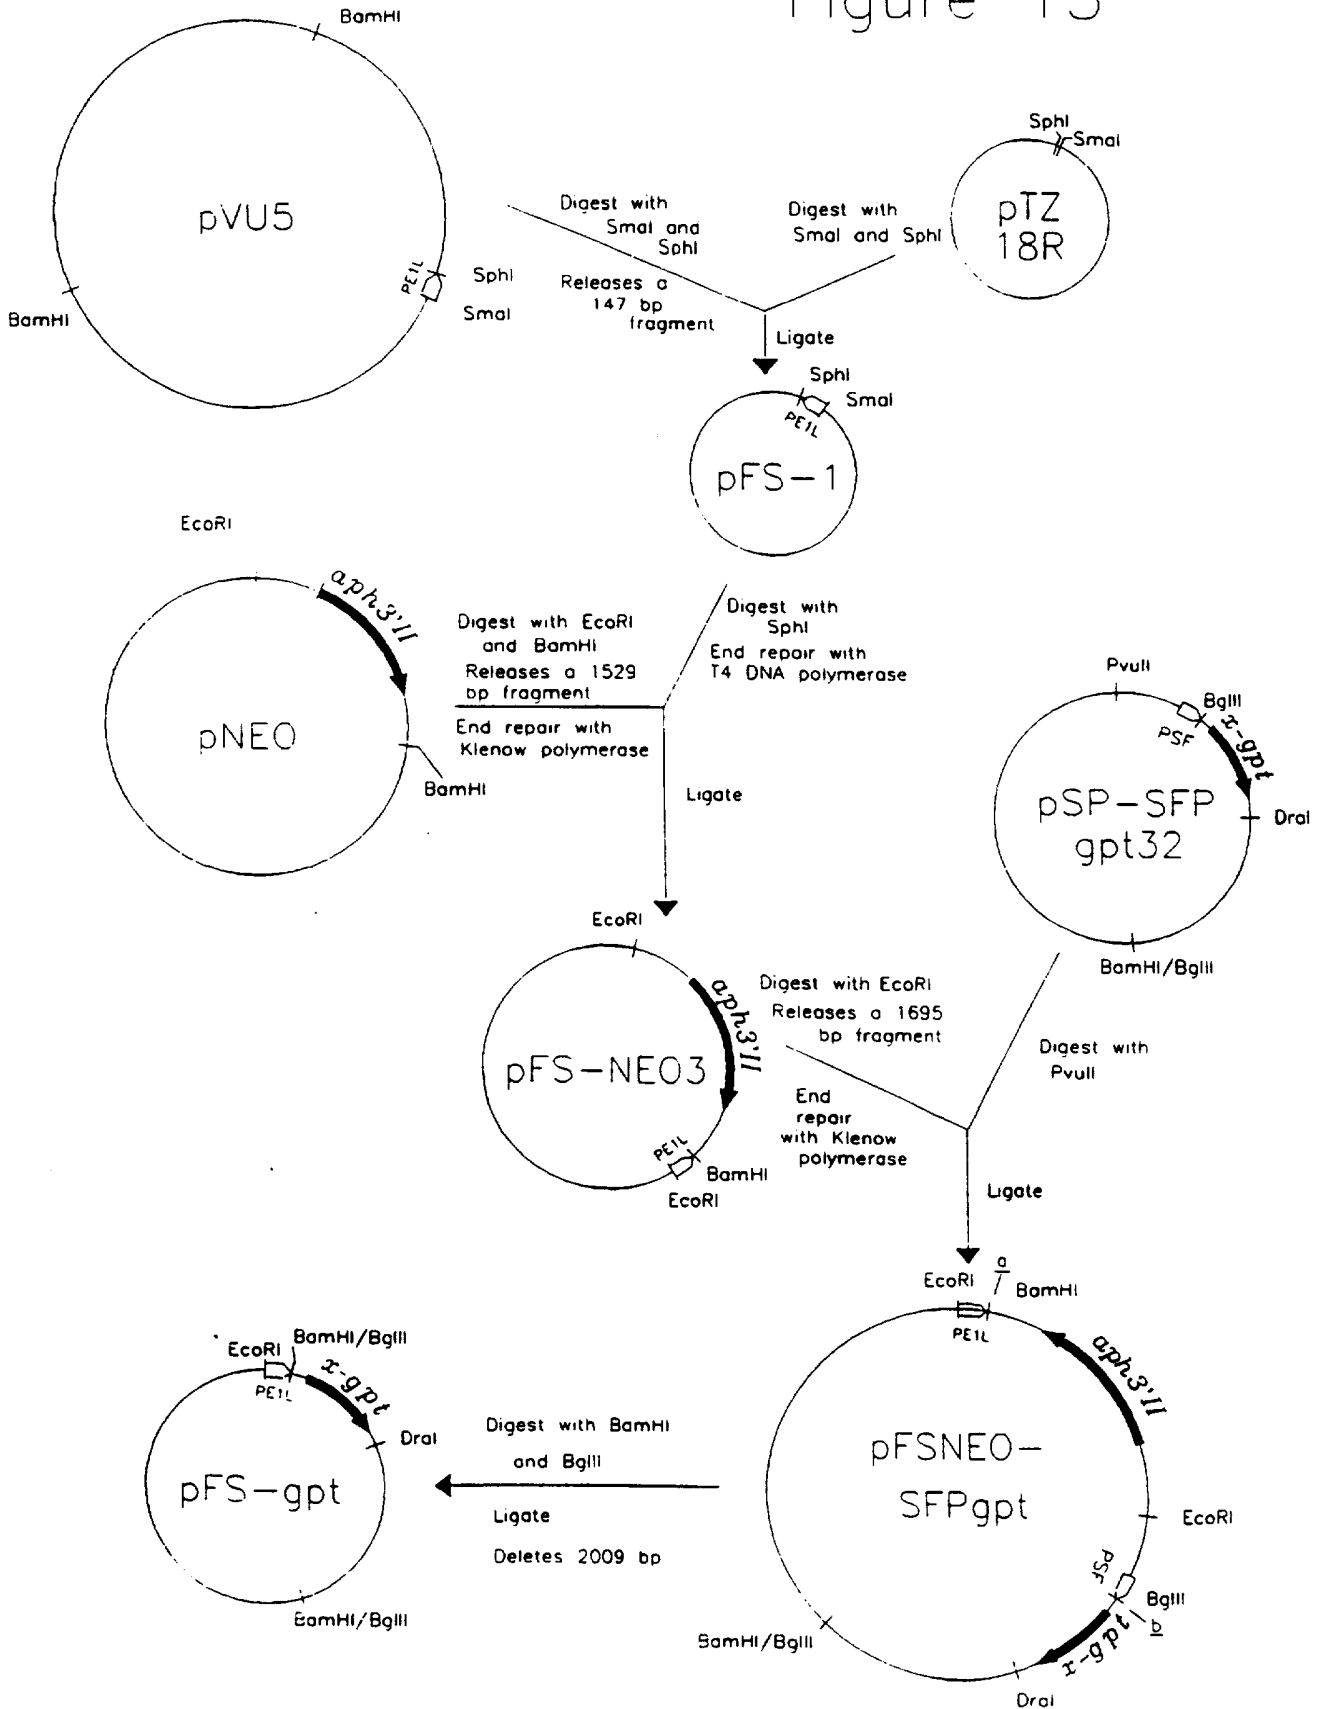 Figure 13
BamHI
pVU5
PE1L
SphI
SmaI
BamHI
Digest with
SmaI and
SphI
Releases a
147 bp
fragment
Digest with
SmaI and SphI
SphI
SmaI
pTZ
18R
Ligate
SphI
SmaI
PE1L
pFS-1
EcoRI
aph3'II
pNEO
BamHI
Digest with EcoRI
and BamHI
Releases a 1529
bp fragment
End repair with
Klenow polymerase
Digest with
SphI
End repair with
T4 DNA polymerase
Ligate
PvuII
BglII
PSF
x-gpt
pSP-SFP
gpt32
DraI
BamHI/BglII
EcoRI
aph3'II
pFS-NEO3
PE1L
BamHI
EcoRI
Digest with EcoRI
Releases a 1695
bp fragment
End
repair
with Klenow
polymerase
Digest with
PvuII
Ligate
EcoRI
a
BamHI
PE1L
aph3'II
pFSNEO-
SFPgpt
EcoRI
PSF
BglII
b
x-gpt
DraI
BamHI/BglII
Digest with BamHI
and BglII
Ligate
Deletes 2009 bp
EcoRI
BamHI/BglII
PE1L
x-gpt
DraI
pFS-gpt
BamHI/BglII